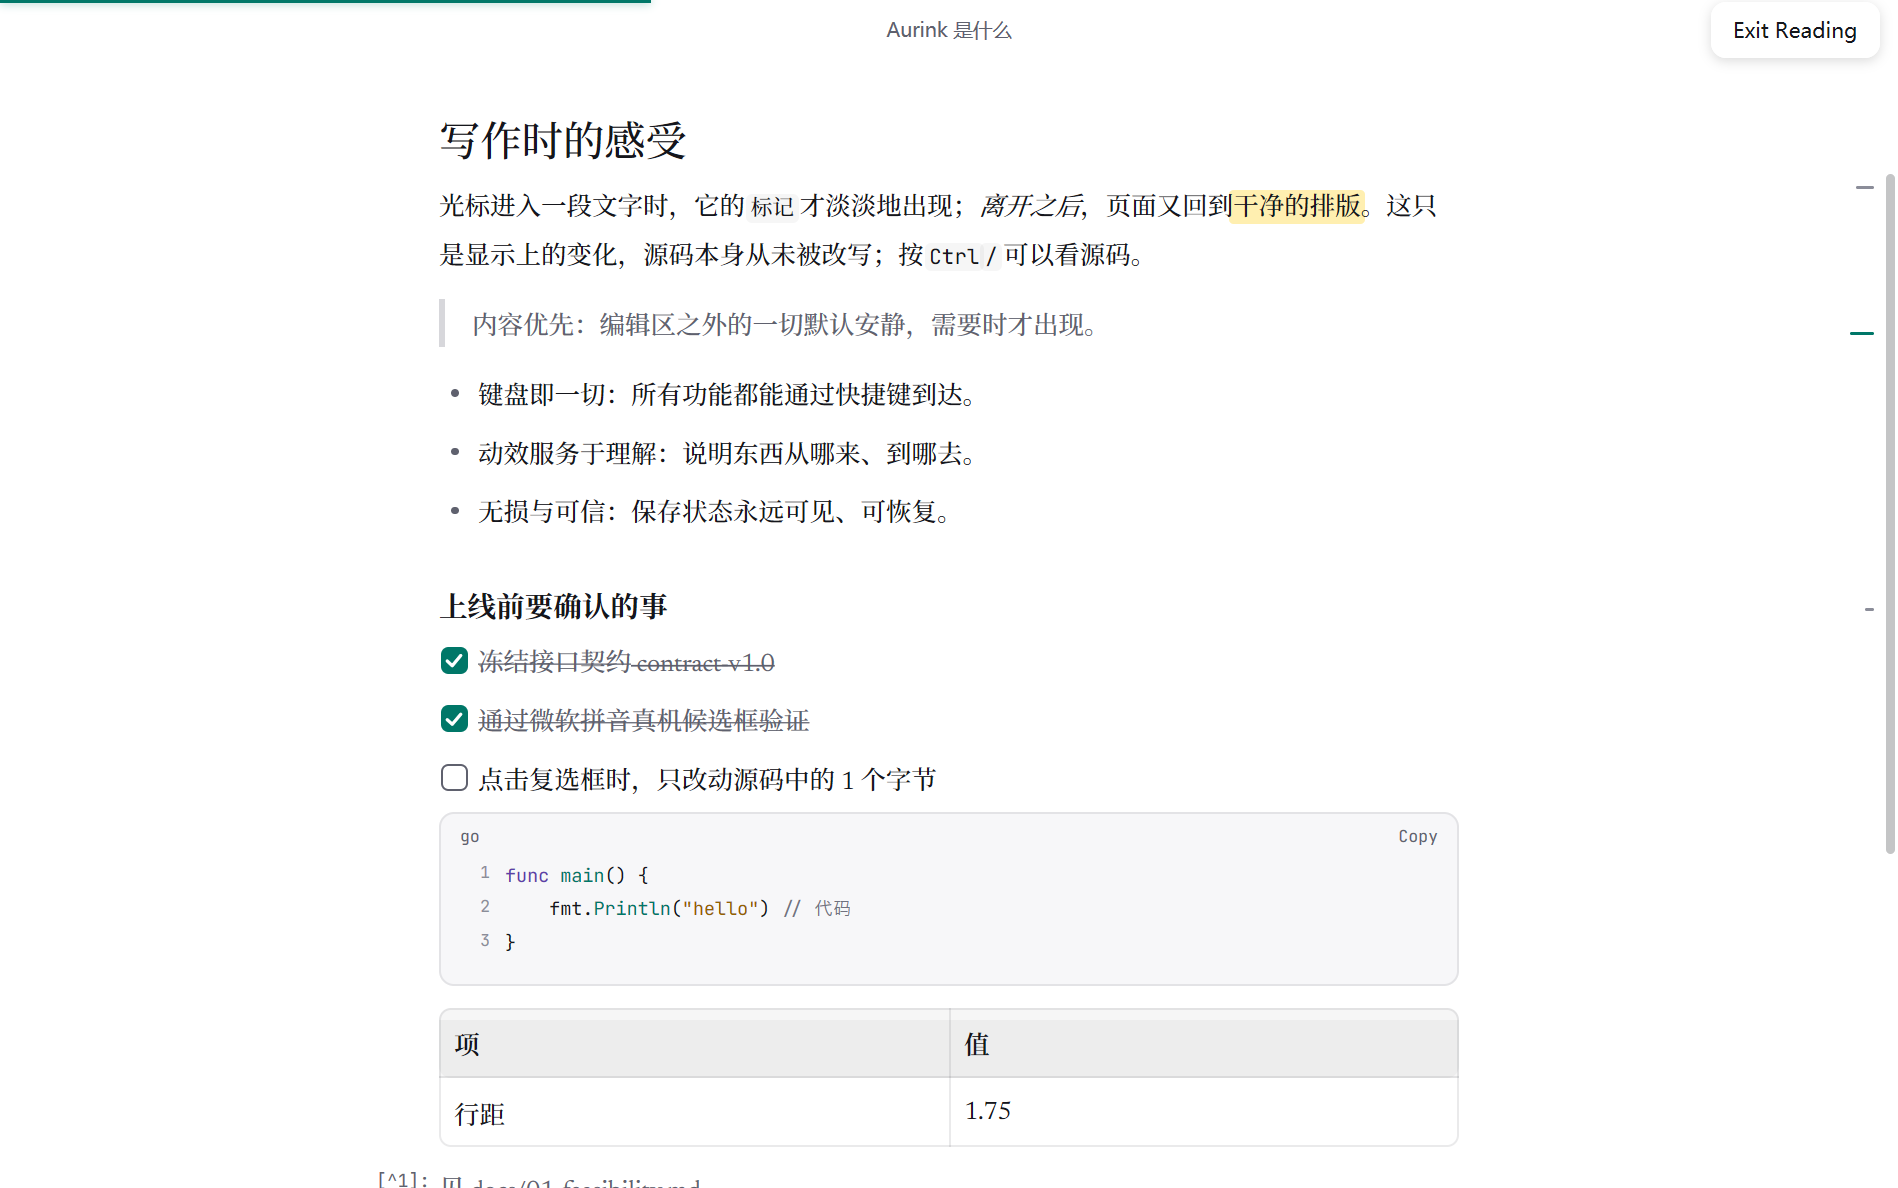 Aurink 是什么
Exit Reading
写作时的感受
光标进入一段文字时，它的 标记 才淡淡地出现；离开之后，页面又回到干净的排版。这只
是显示上的变化，源码本身从未被改写；按 Ctrl / 可以看源码。
内容优先：编辑区之外的一切默认安静，需要时才出现。
• 键盘即一切：所有功能都能通过快捷键到达。
• 动效服务于理解：说明东西从哪来、到哪去。
• 无损与可信：保存状态永远可见、可恢复。
上线前要确认的事
冻结接口契约 contract-v1.0
通过微软拼音真机候选框验证
点击复选框时，只改动源码中的 1 个字节
go
Copy
1 func main() {
2     fmt.Println("hello") // 代码
3 }
项 值
行距 1.75
[^1]: 见 docs/01-feasibility.md